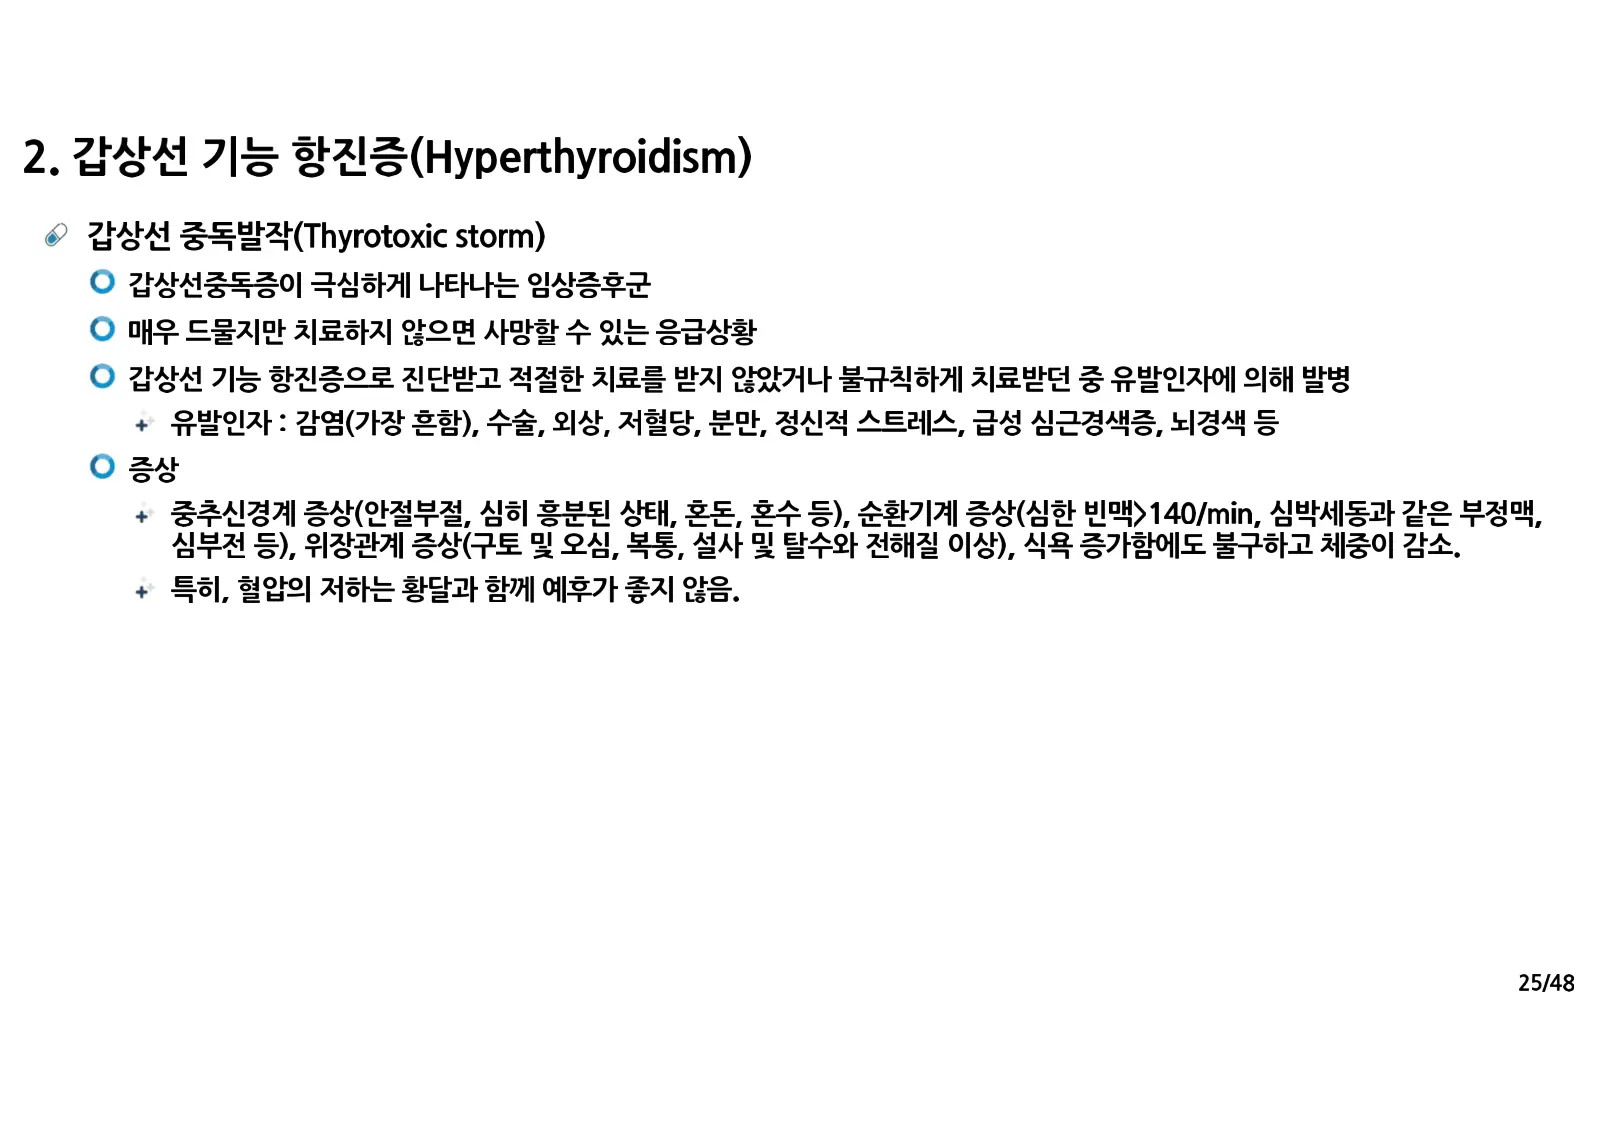 2. 갑상선 기능 항진증(Hyperthyroidism)
갑상선 중독발작(Thyrotoxic storm)
갑상선중독증이 극심하게 나타나는 임상증후군
매우 드물지만 치료하지 않으면 사망할 수 있는 응급상황
갑상선 기능 항진증으로 진단받고 적절한 치료를 받지 않았거나 불규칙하게 치료받던 중 유발인자에 의해 발병
유발인자 : 감염(가장 흔함), 수술, 외상, 저혈당, 분만, 정신적 스트레스, 급성 심근경색증, 뇌경색 등
증상
중추신경계 증상(안절부절, 심히 흥분된 상태, 혼돈, 혼수 등), 순환기계 증상(심한 빈맥>140/min, 심박세동과 같은 부정맥,
심부전 등), 위장관계 증상(구토 및 오심, 복통, 설사 및 탈수와 전해질 이상), 식욕 증가함에도 불구하고 체중이 감소.
특히, 혈압의 저하는 황달과 함께 예후가 좋지 않음.
25/48